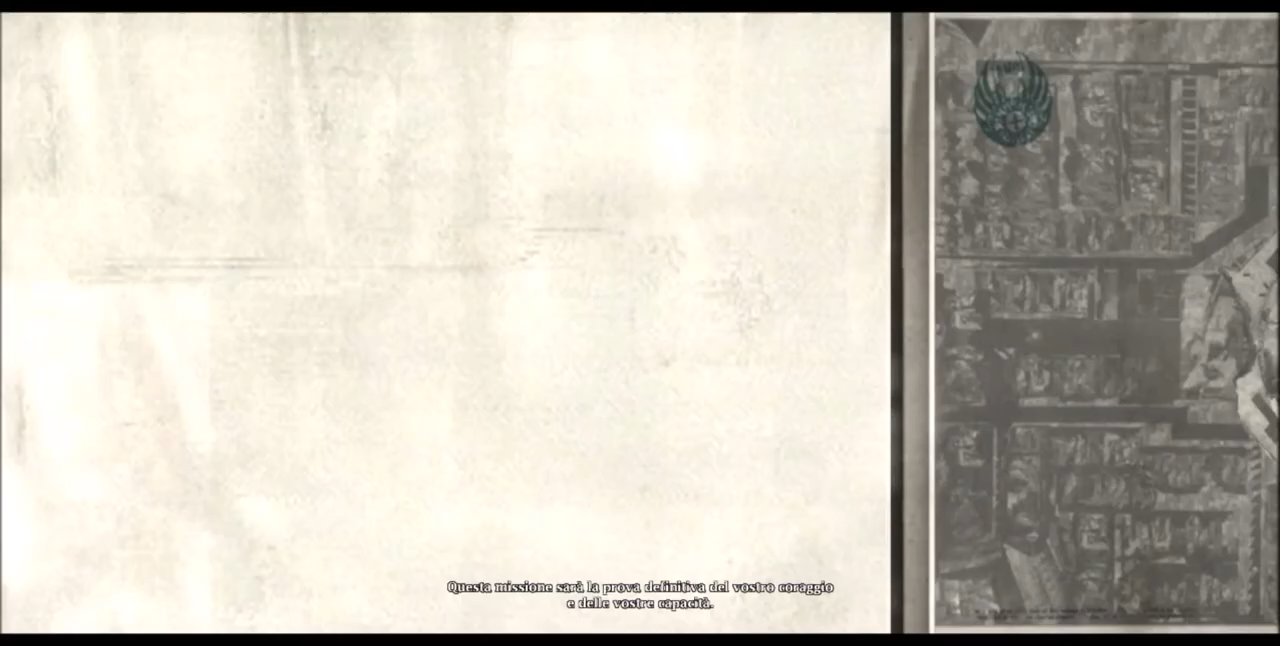 Questa missione sarà la prova definitiva del vostro coraggio
e delle vostre capacità.